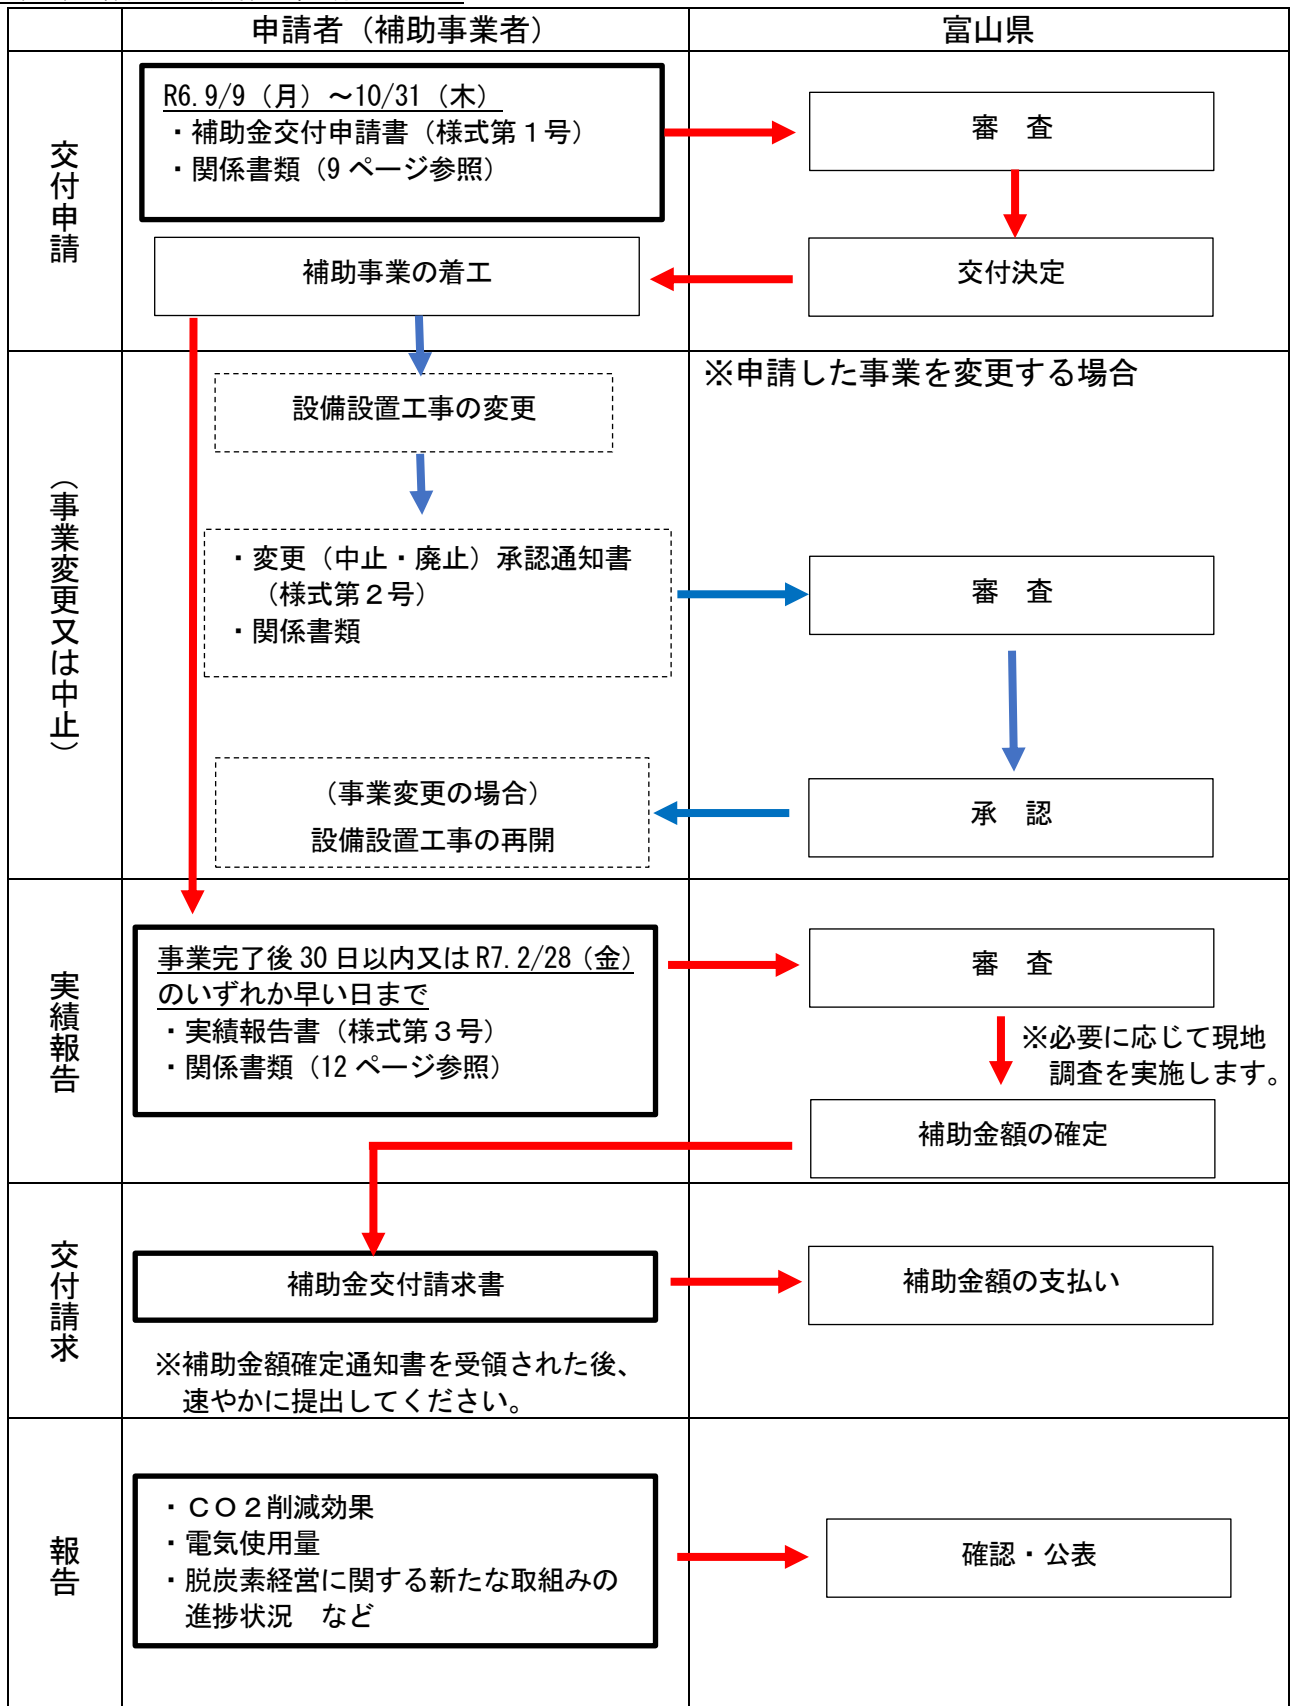 申請者（補助事業者）
富山県
交付申請
R6.9/9（月）～10/31（木）
・補助金交付申請書（様式第１号）
・関係書類（9 ページ参照）
審　査
補助事業の着工
交付決定
（事業変更又は中止）
※申請した事業を変更する場合
設備設置工事の変更
・変更（中止・廃止）承認通知書
（様式第２号）
・関係書類
審　査
（事業変更の場合）
設備設置工事の再開
承　認
実績報告
事業完了後 30 日以内又は R7.2/28（金）
のいずれか早い日まで
・実績報告書（様式第３号）
・関係書類（12 ページ参照）
審　査
※必要に応じて現地
調査を実施します。
補助金額の確定
交付請求
補助金交付請求書
補助金額の支払い
※補助金額確定通知書を受領された後、
速やかに提出してください。
報告
・ＣＯ２削減効果
・電気使用量
・脱炭素経営に関する新たな取組みの
進捗状況　など
確認・公表